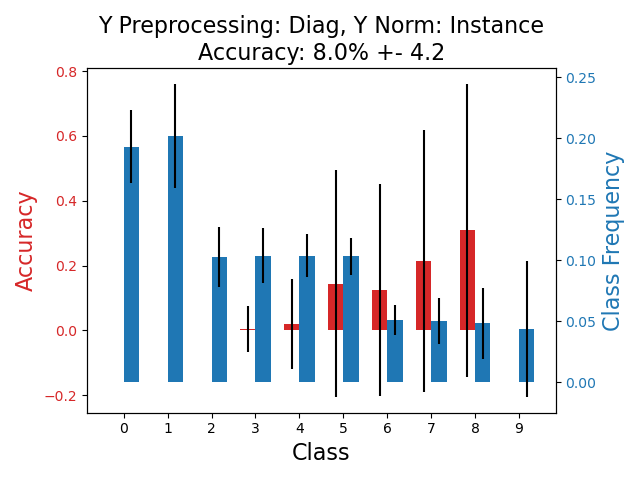 Y Preprocessing: Diag, Y Norm: Instance
Accuracy: 8.0% +- 4.2
Accuracy
0.8
0.6
0.4
0.2
0.0
−0.2
0.25
0.20
0.15
0.10
0.05
0.00
Class Frequency
0 1 2 3 4 5 6 7 8 9
Class